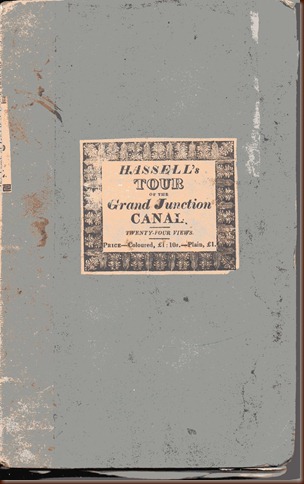 HASSELL's
TOUR
OF THE
Grand Junction
CANAL.
TWENTY-FOUR VIEWS.
PRICE—Coloured, £1: 10s.—Plain, £1.